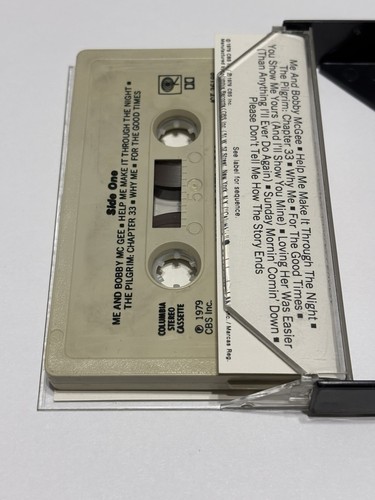 Side One
ME AND BOBBY MC GEE ■ HELP ME MAKE IT THROUGH THE NIGHT ■
THE PILGRIM: CHAPTER 33 ■ WHY ME ■ FOR THE GOOD TIMES
COLUMBIA
STEREO
CASSETTE
℗ 1979
CBS Inc.
Me And Bobby McGee ■ Help Me Make It Through The Night ■
The Pilgrim: Chapter 33 ■ Why Me ■ For The Good Times ■
You Show Me Yours (And I'll Show You Mine) ■ Loving Her Was Easier
(Than Anything I'll Ever Do Again) ■ Sunday Mornin' Comin' Down ■
Please Don't Tell Me How The Story Ends
See label for sequence.